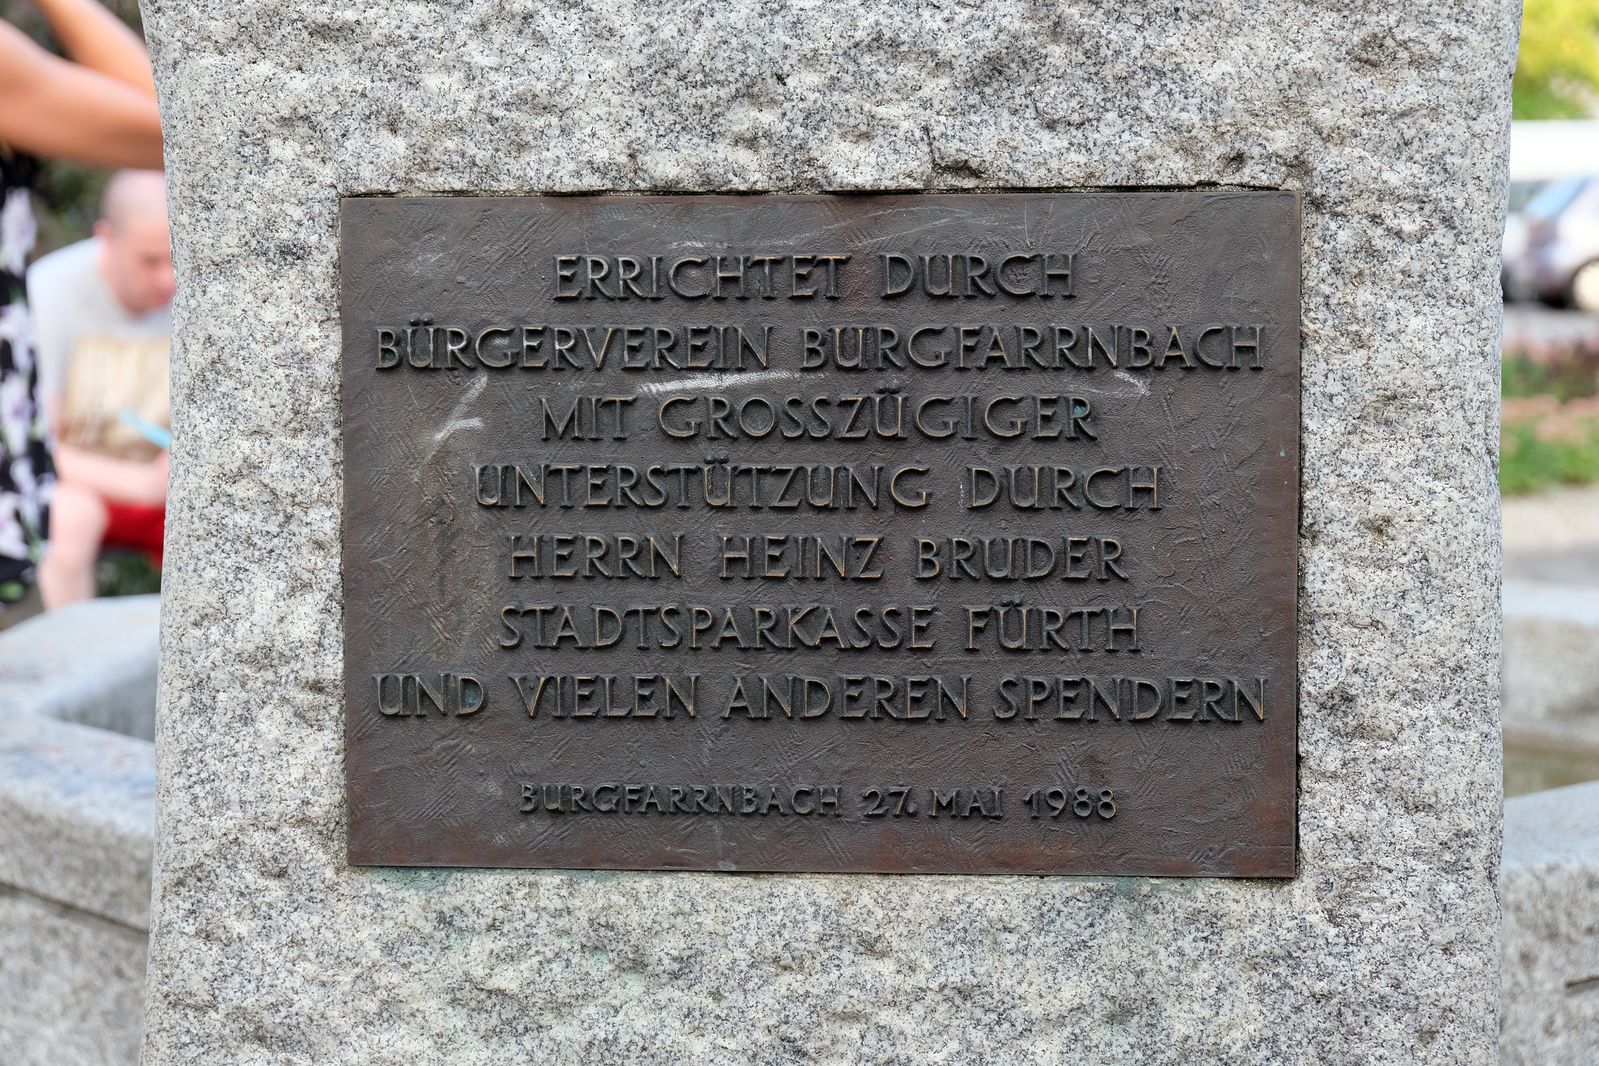 ERRICHTET DURCH
BÜRGERVEREIN BURGFARRNBACH
MIT GROSSZÜGIGER
UNTERSTÜTZUNG DURCH
HERRN HEINZ BRUDER
STADTSPARKASSE FÜRTH
UND VIELEN ANDEREN SPENDERN
BURGFARRNBACH 27. MAI 1988